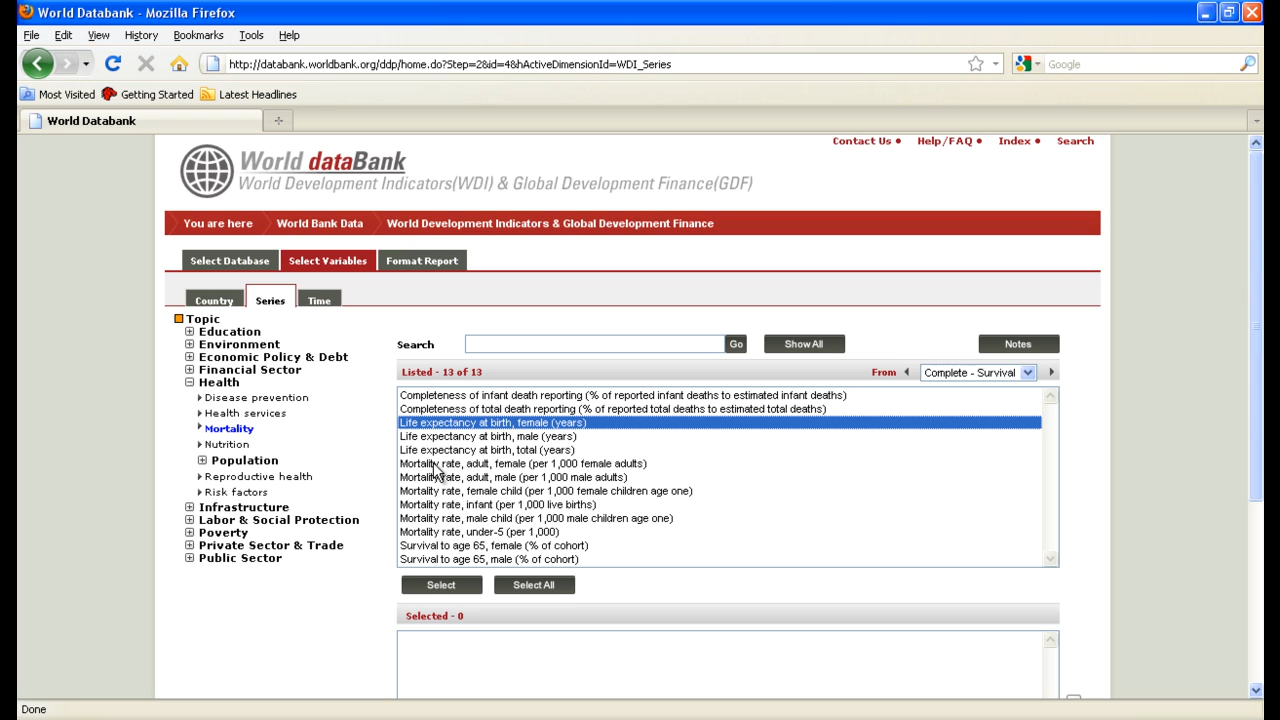 World Databank - Mozilla Firefox
File Edit View History Bookmarks Tools Help
http://databank.worldbank.org/ddp/home.do?Step=2&id=4&hActiveDimensionId=WDI_Series
Google
Most Visited Getting Started Latest Headlines
World Databank
Contact Us Help/FAQ Index Search
World dataBank
World Development Indicators(WDI) & Global Development Finance(GDF)
You are here World Bank Data World Development Indicators & Global Development Finance
Select Database Select Variables Format Report
Country Series Time
Topic
Education
Environment
Economic Policy & Debt
Financial Sector
Health
Disease prevention
Health services
Mortality
Nutrition
Population
Reproductive health
Risk factors
Infrastructure
Labor & Social Protection
Poverty
Private Sector & Trade
Public Sector
Search Go Show All Notes
Listed - 13 of 13 From Complete - Survival
Completeness of infant death reporting (% of reported infant deaths to estimated infant deaths)
Completeness of total death reporting (% of reported total deaths to estimated total deaths)
Life expectancy at birth, female (years)
Life expectancy at birth, male (years)
Life expectancy at birth, total (years)
Mortality rate, adult, female (per 1,000 female adults)
Mortality rate, adult, male (per 1,000 male adults)
Mortality rate, female child (per 1,000 female children age one)
Mortality rate, infant (per 1,000 live births)
Mortality rate, male child (per 1,000 male children age one)
Mortality rate, under-5 (per 1,000)
Survival to age 65, female (% of cohort)
Survival to age 65, male (% of cohort)
Select Select All
Selected - 0
Done